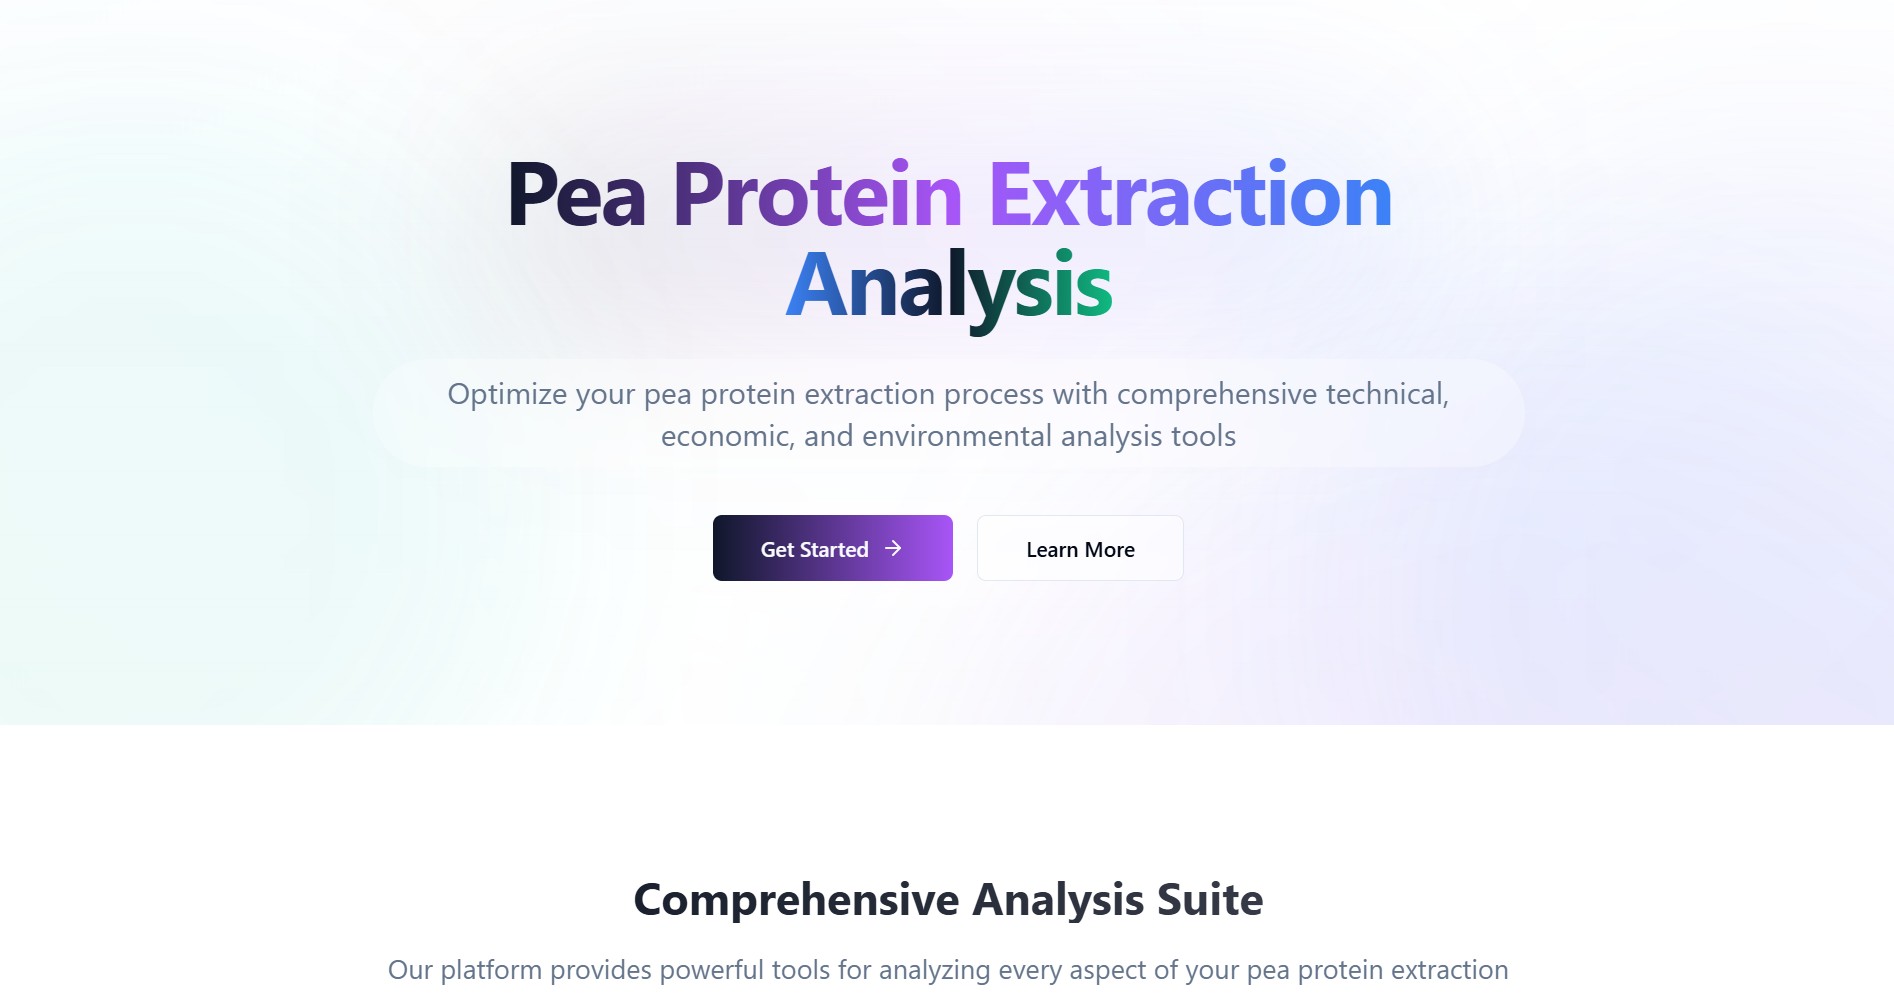 Pea Protein Extraction
Analysis
Optimize your pea protein extraction process with comprehensive technical,
economic, and environmental analysis tools
Get Started
Learn More
Comprehensive Analysis Suite
Our platform provides powerful tools for analyzing every aspect of your pea protein extraction